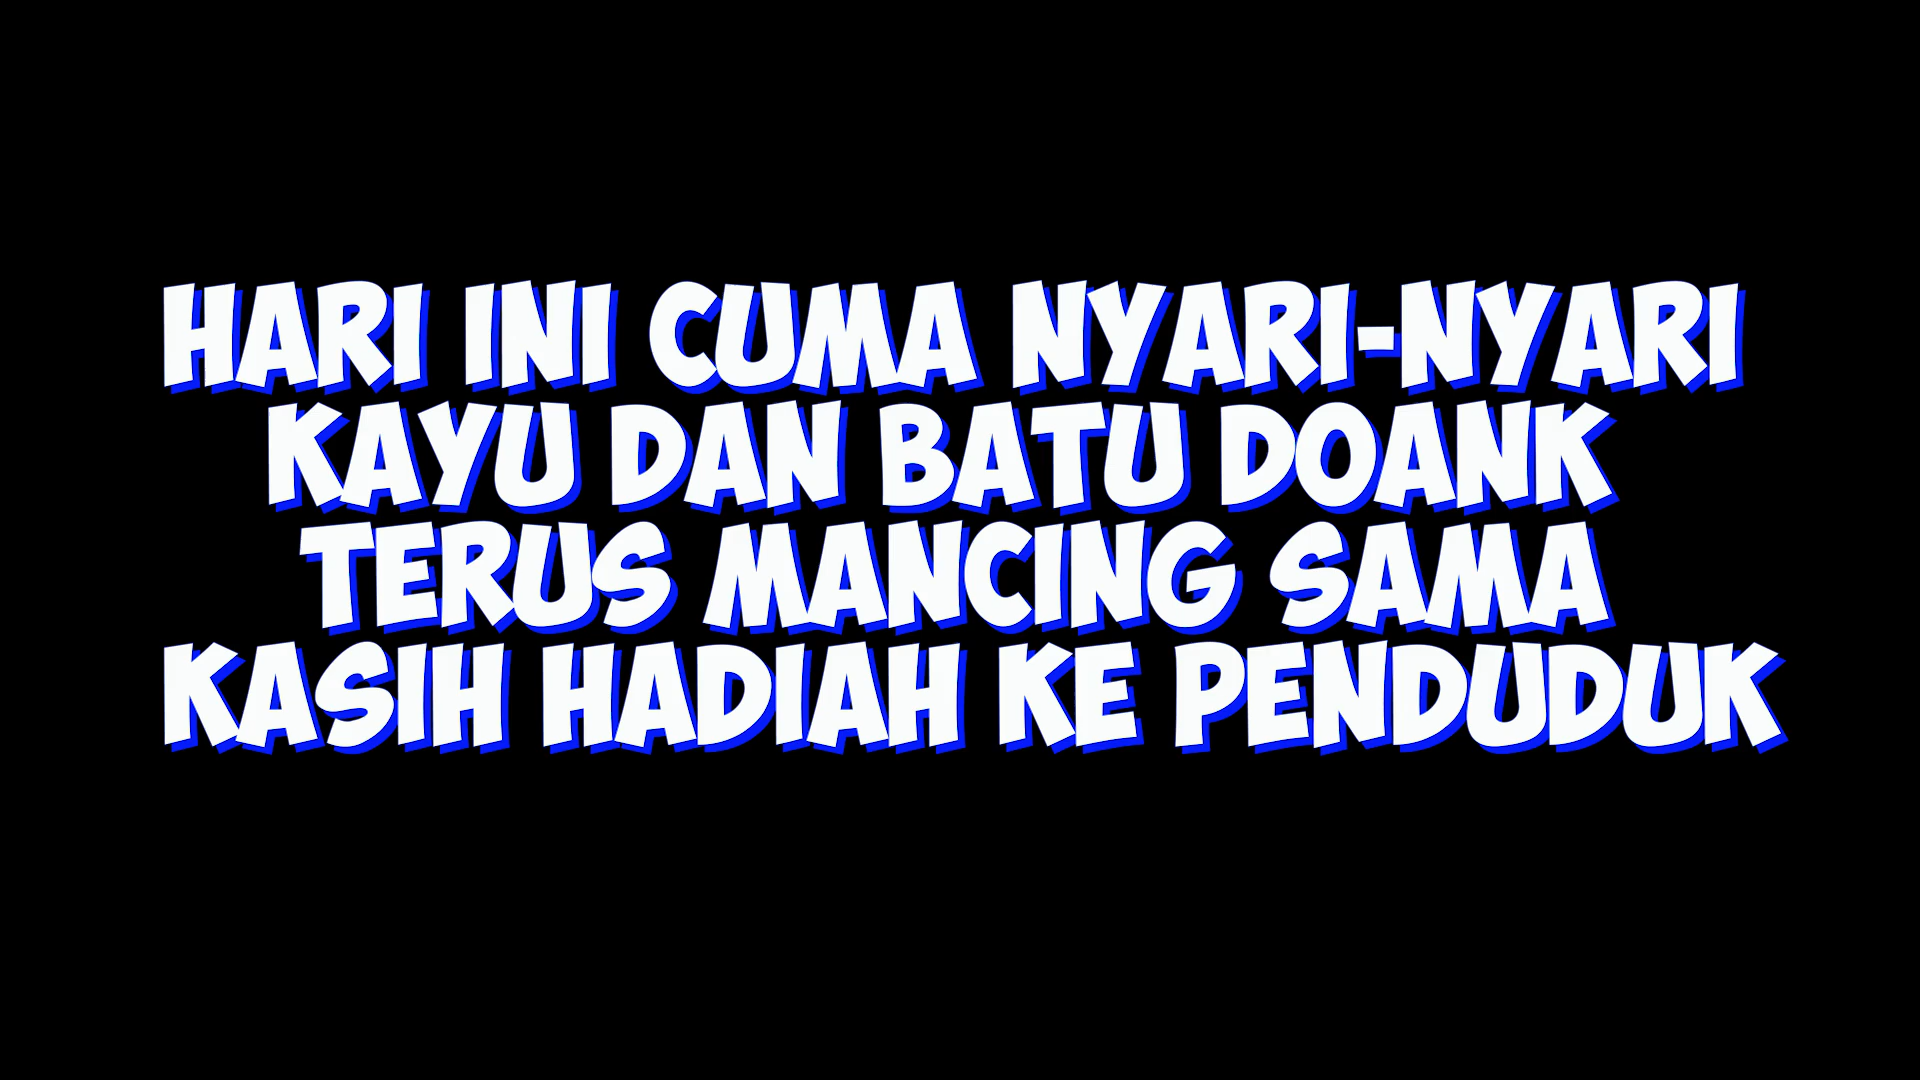 HARI INI CUMA NYARI-NYARI
KAYU DAN BATU DOANK
TERUS MANCING SAMA
KASIH HADIAH KE PENDUDUK